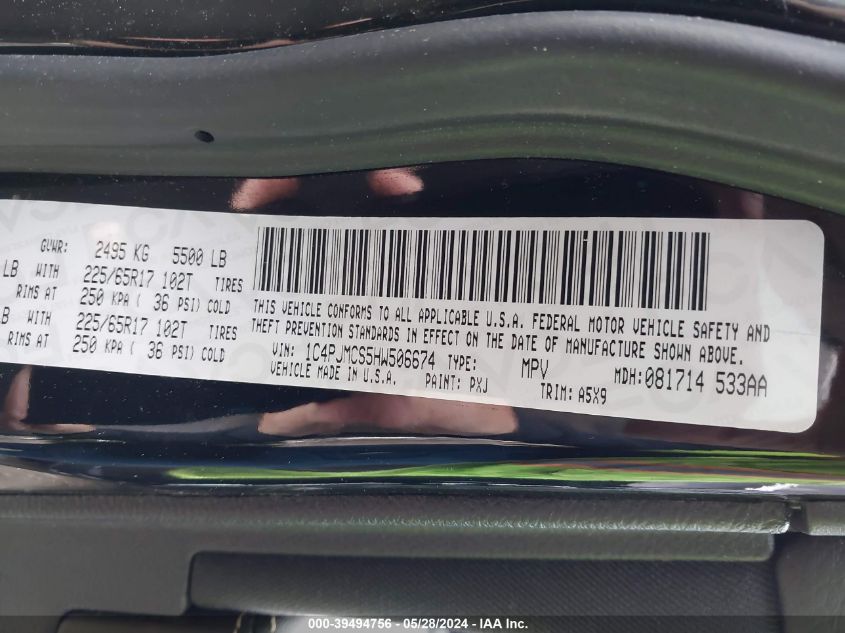 GVWR: 2495 KG 5500 LB
LB WITH 225/65R17 102T TIRES
RIMS AT 250 KPA ( 36 PSI) COLD
LB WITH 225/65R17 102T TIRES
RIMS AT 250 KPA ( 36 PSI) COLD
THIS VEHICLE CONFORMS TO ALL APPLICABLE U.S.A. FEDERAL MOTOR VEHICLE SAFETY AND
THEFT PREVENTION STANDARDS IN EFFECT ON THE DATE OF MANUFACTURE SHOWN ABOVE.
VIN: 1C4PJMCS5HW506674 TYPE: MPV MDH:081714 533AA
VEHICLE MADE IN U.S.A. PAINT: PXJ TRIM: A5X9
000-39494756 - 05/28/2024 - IAA Inc.